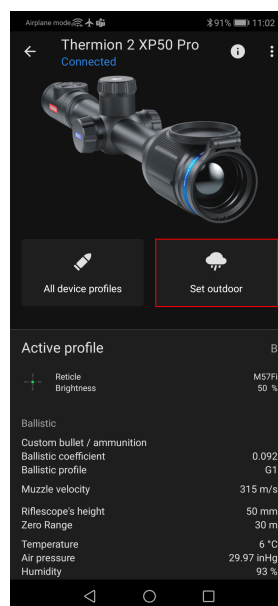 Airplane mode 91% 11:02
Thermion 2 XP50 Pro
Connected
All device profiles Set outdoor
Active profile B
Reticle M57Fi
Brightness 50 %
Ballistic
Custom bullet / ammunition
Ballistic coefficient 0.092
Ballistic profile G1
Muzzle velocity 315 m/s
Riflescope's height 50 mm
Zero Range 30 m
Temperature 6 °C
Air pressure 29.97 inHg
Humidity 93 %